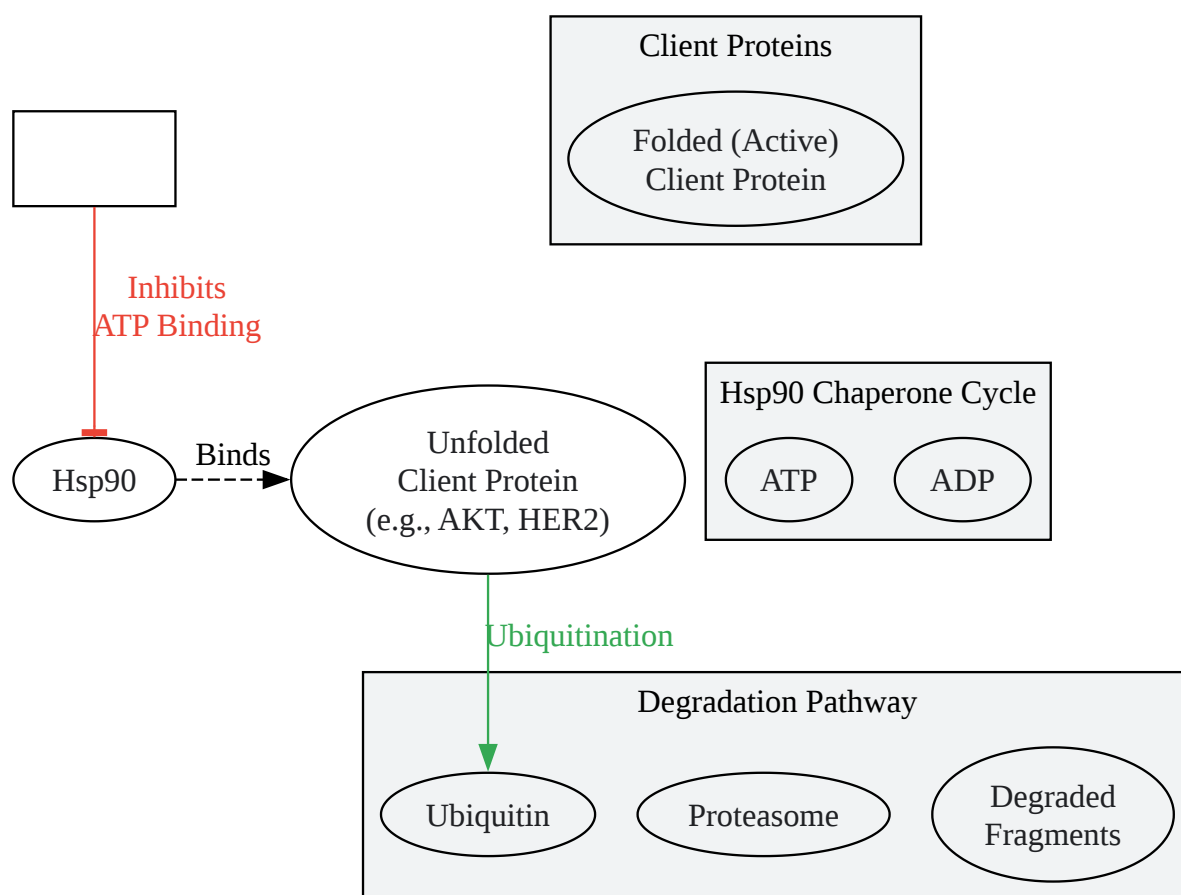 Client Proteins
Folded (Active)
Client Protein
Inhibits
ATP Binding
Hsp90 Chaperone Cycle
Unfolded
Client Protein
(e.g., AKT, HER2)
Binds
Hsp90
ATP
ADP
Ubiquitination
Degradation Pathway
Ubiquitin
Proteasome
Degraded
Fragments